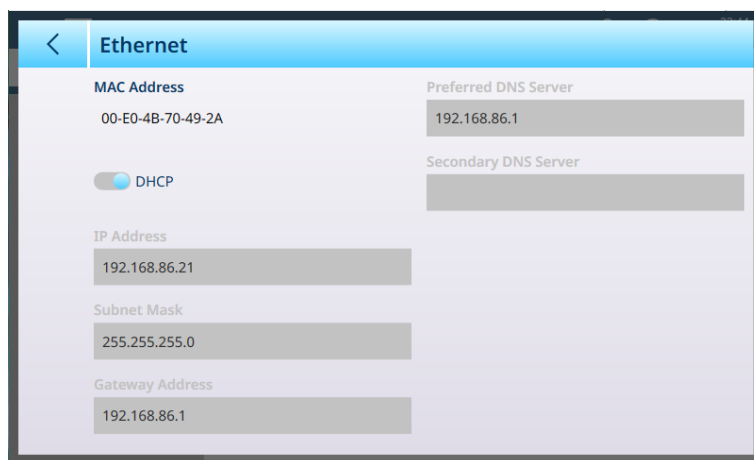 Ethernet
MAC Address
00-E0-4B-70-49-2A
DHCP
IP Address
192.168.86.21
Subnet Mask
255.255.255.0
Gateway Address
192.168.86.1
Preferred DNS Server
192.168.86.1
Secondary DNS Server